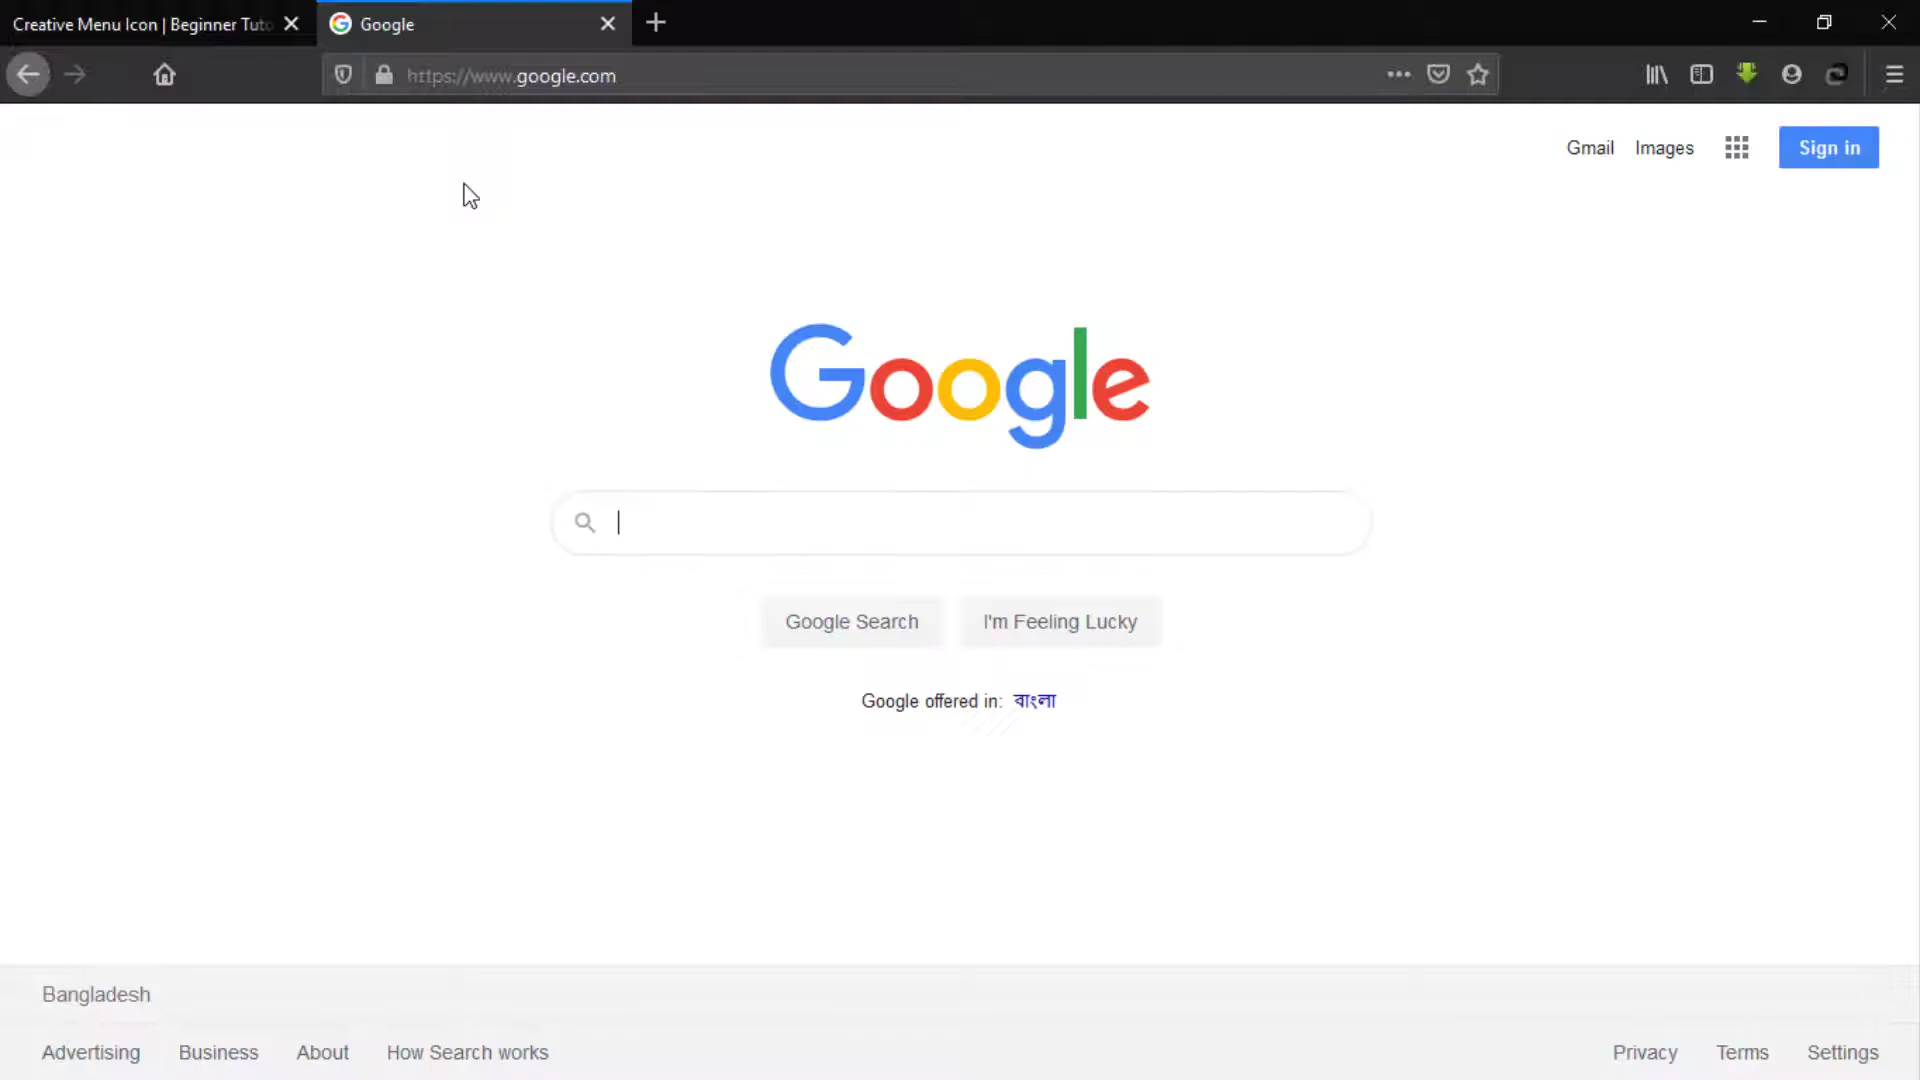 Creative Menu Icon | Beginner Tuto
Google
https://www.google.com
Gmail Images Sign in
Google
Google Search I'm Feeling Lucky
Google offered in: বাংলা
Bangladesh
Advertising Business About How Search works Privacy Terms Settings